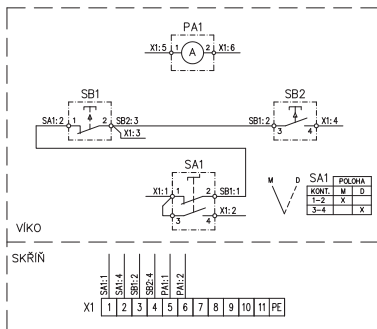 PA1
X1:5 1 A 2 X1:6
SB1
SB2
SA1:2 1 2 SB2:3
X1:3
SB1:2 3 4 X1:4
SA1
X1:1 1 2 SB1:1
3 4 X1:2
M D
SA1 POLOHA
KONT. M D
1-2 X
3-4 X
VÍKO
SKŘÍŇ
SA1:1 SA1:4 SB1:2 SB2:4 PA1:1 PA1:2
X1 1 2 3 4 5 6 7 8 9 10 11 PE